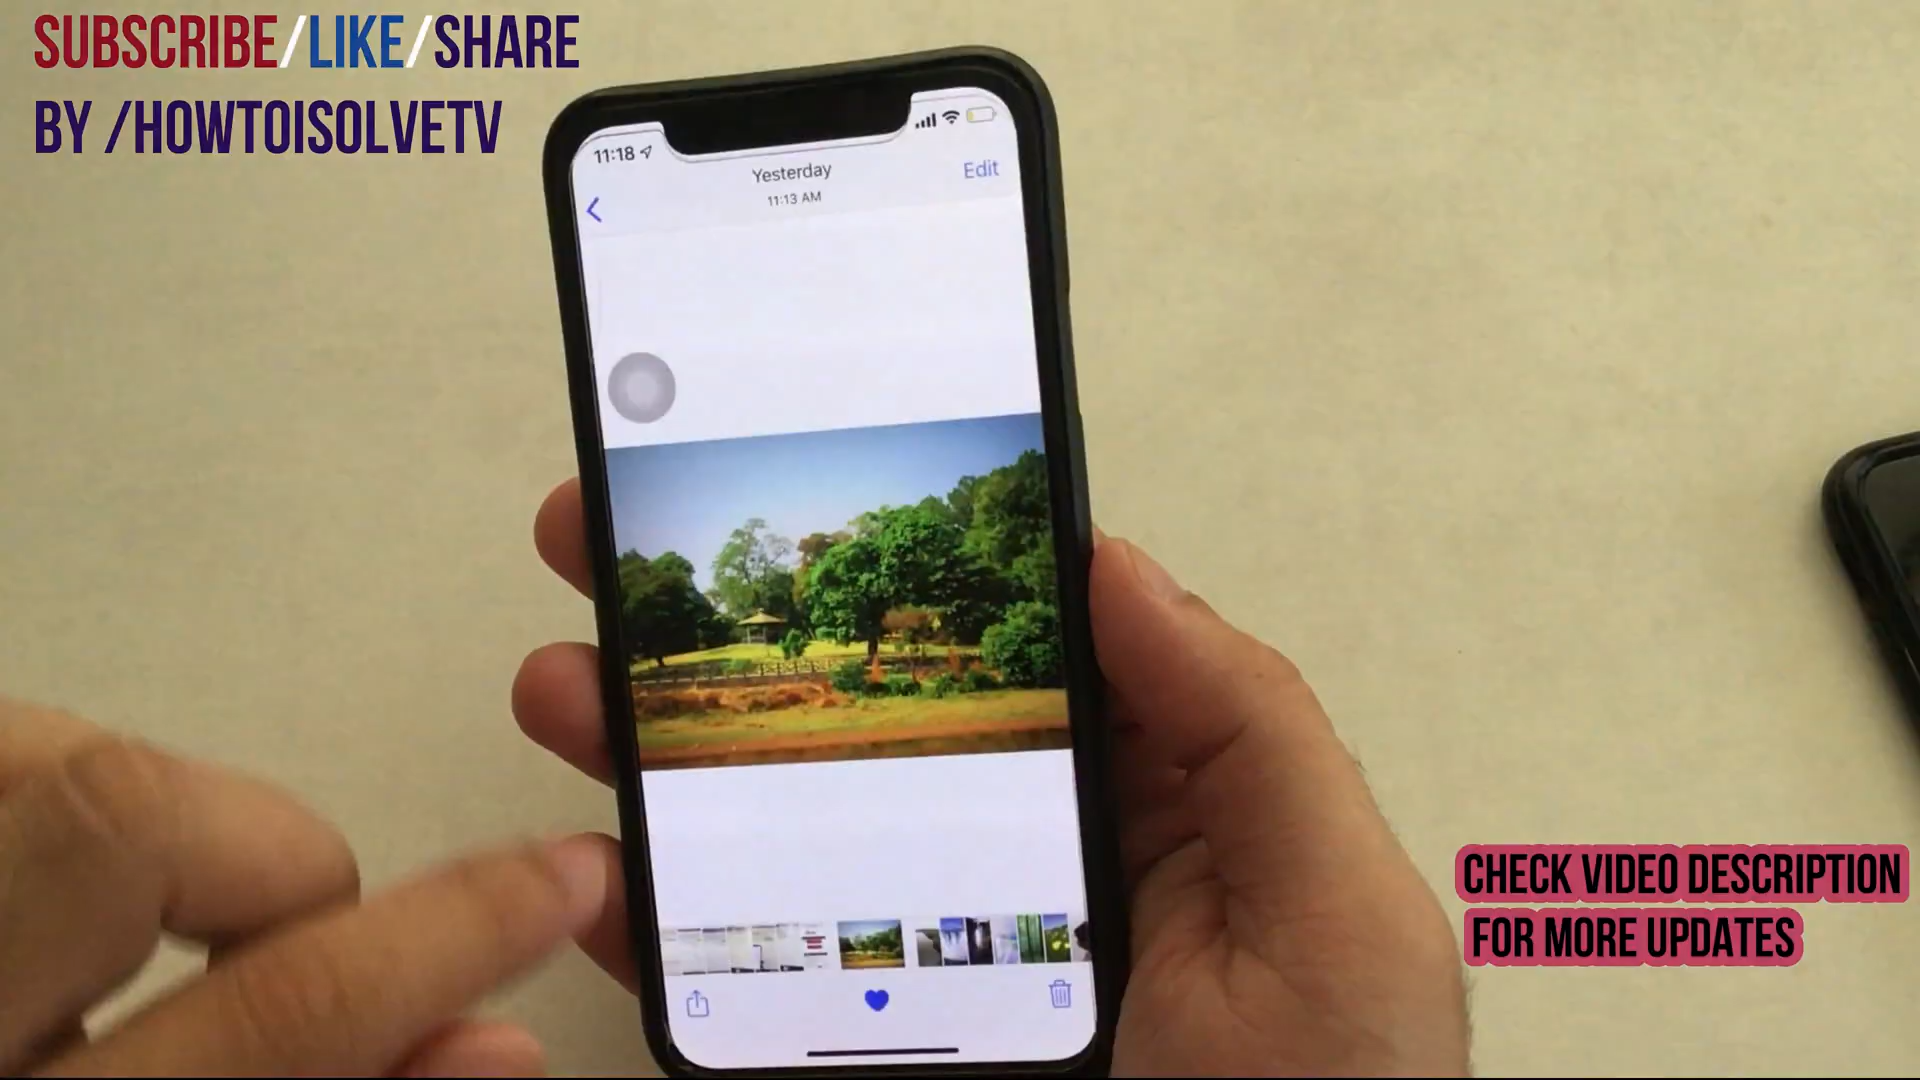 SUBSCRIBE/LIKE/SHARE
BY /HOWTOISOLVETV
11:18
Yesterday
11:13 AM
Edit
CHECK VIDEO DESCRIPTION
FOR MORE UPDATES